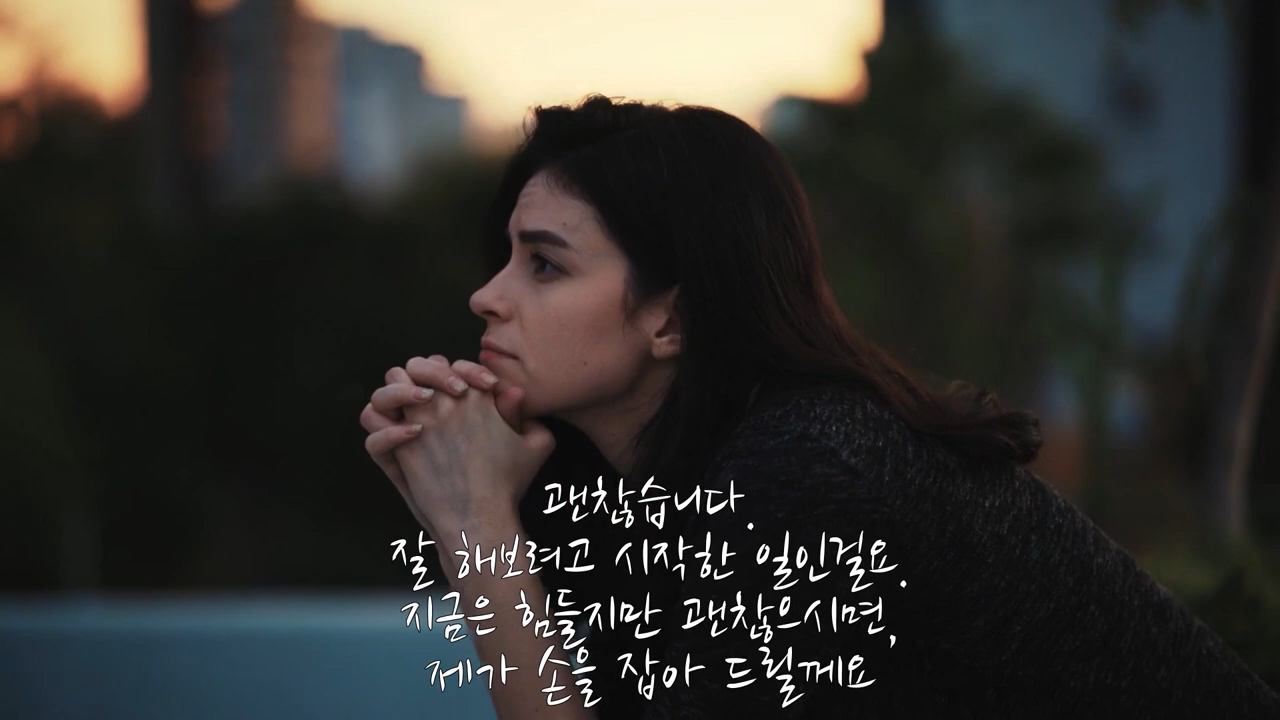 괜찮습니다.
잘 해보려고 시작한 일인걸요.
지금은 힘들지만 괜찮으시면,
제가 손을 잡아 드릴께요